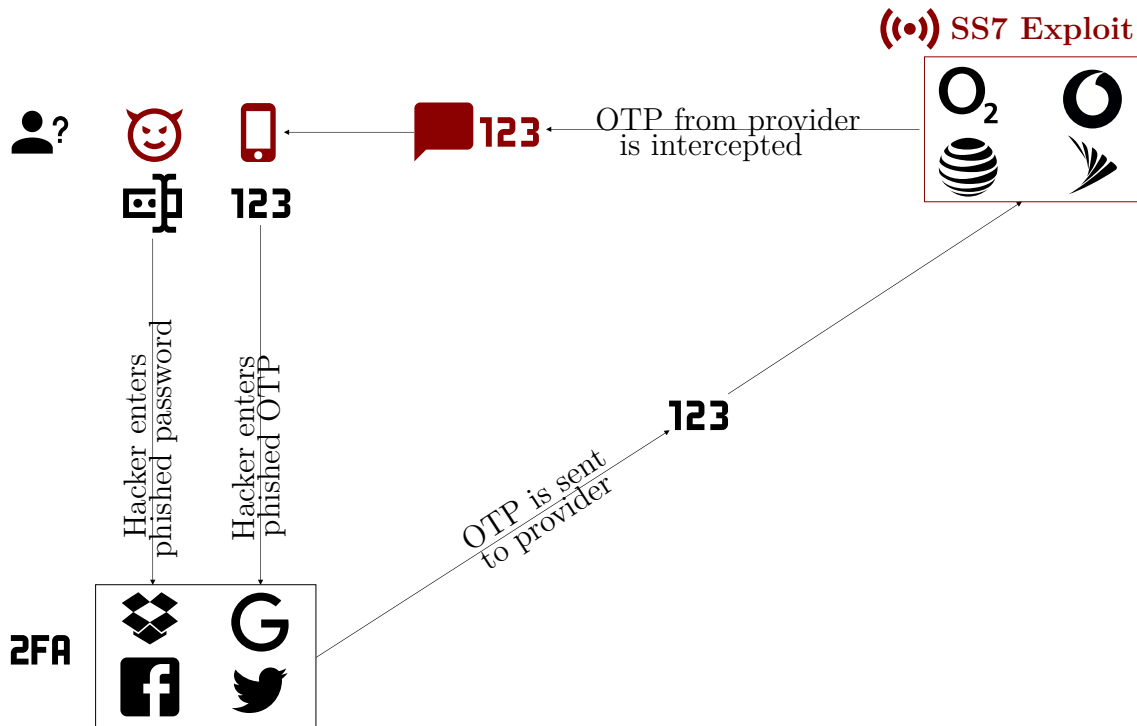 SS7 Exploit
O2
?
123
OTP from provider
is intercepted
123
Hacker enters
phished password
Hacker enters
phished OTP
123
OTP is sent
to provider
2FA
G
f